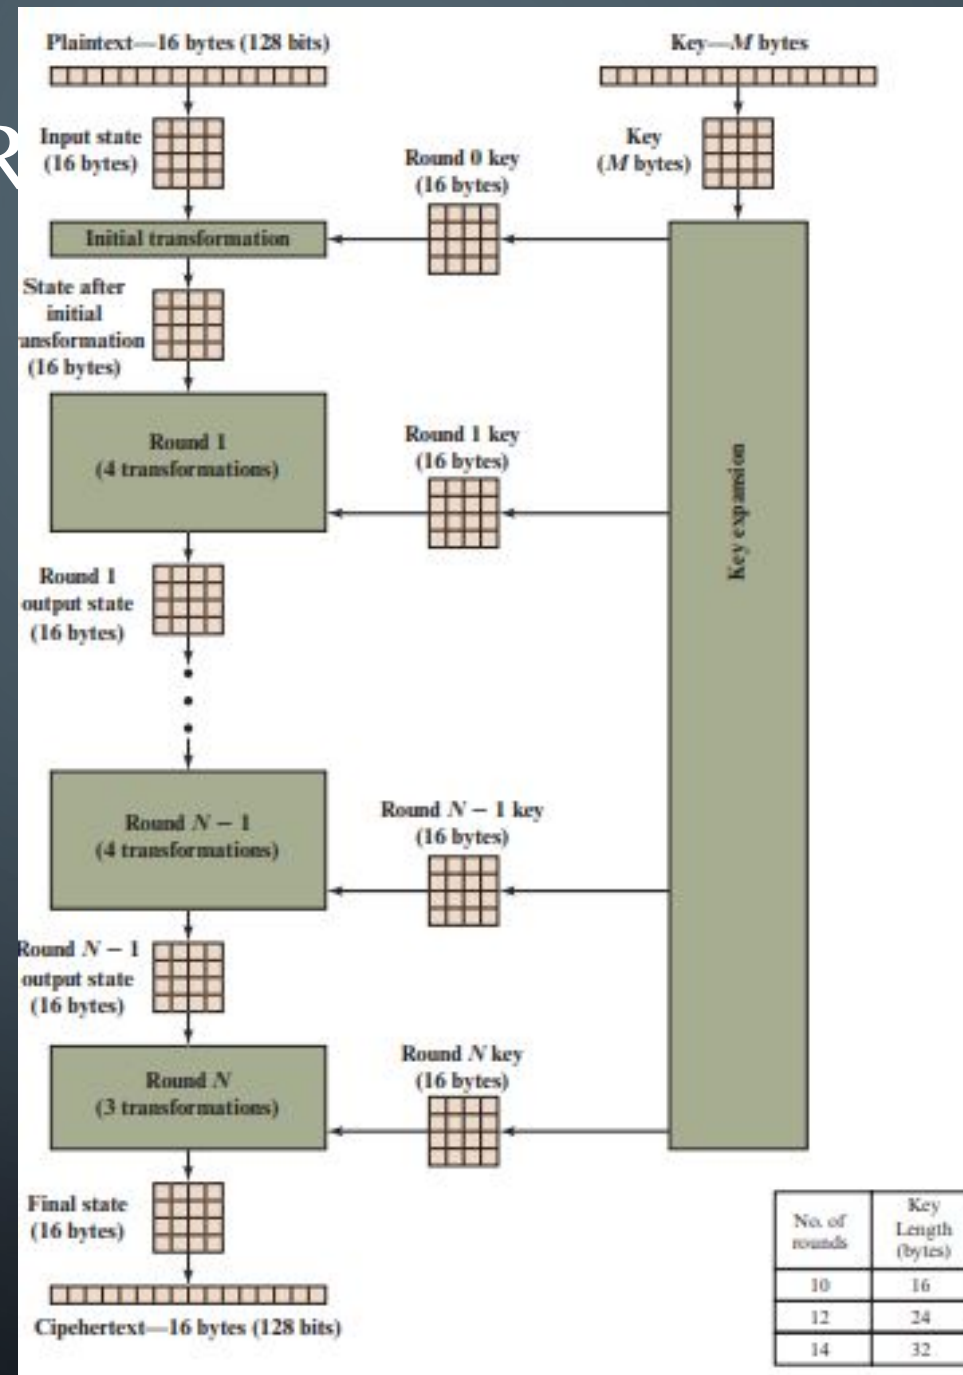 R
Plaintext—16 bytes (128 bits)
Key—M bytes
Input state
(16 bytes)
Key
(M bytes)
Round 0 key
(16 bytes)
Initial transformation
State after
initial
ansformation
(16 bytes)
Round 1
(4 transformations)
Round 1 key
(16 bytes)
Key expansion
Round 1
output state
(16 bytes)
Round N – 1
(4 transformations)
Round N – 1 key
(16 bytes)
Round N – 1
output state
(16 bytes)
Round N
(3 transformations)
Round N key
(16 bytes)
Final state
(16 bytes)
Cipehertext—16 bytes (128 bits)
No. of
rounds
Key
Length
(bytes)
10 16
12 24
14 32